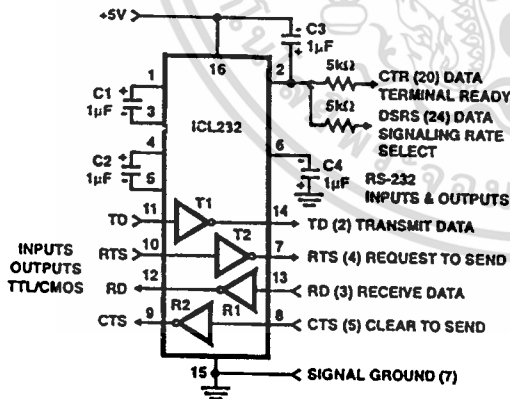 +5V
C3
1µF
16
2
5kΩ
CTR (20) DATA
TERMINAL READY
5kΩ
DSRS (24) DATA
SIGNALING RATE
SELECT
1
C1
1µF
3
ICL232
4
C2
1µF
5
6
C4
1µF
RS-232
INPUTS & OUTPUTS
TD
11
T1
14
TD (2) TRANSMIT DATA
INPUTS
OUTPUTS
TTL/CMOS
RTS
10
T2
7
RTS (4) REQUEST TO SEND
RD
12
R1
13
RD (3) RECEIVE DATA
CTS
9
R2
8
CTS (5) CLEAR TO SEND
15
SIGNAL GROUND (7)